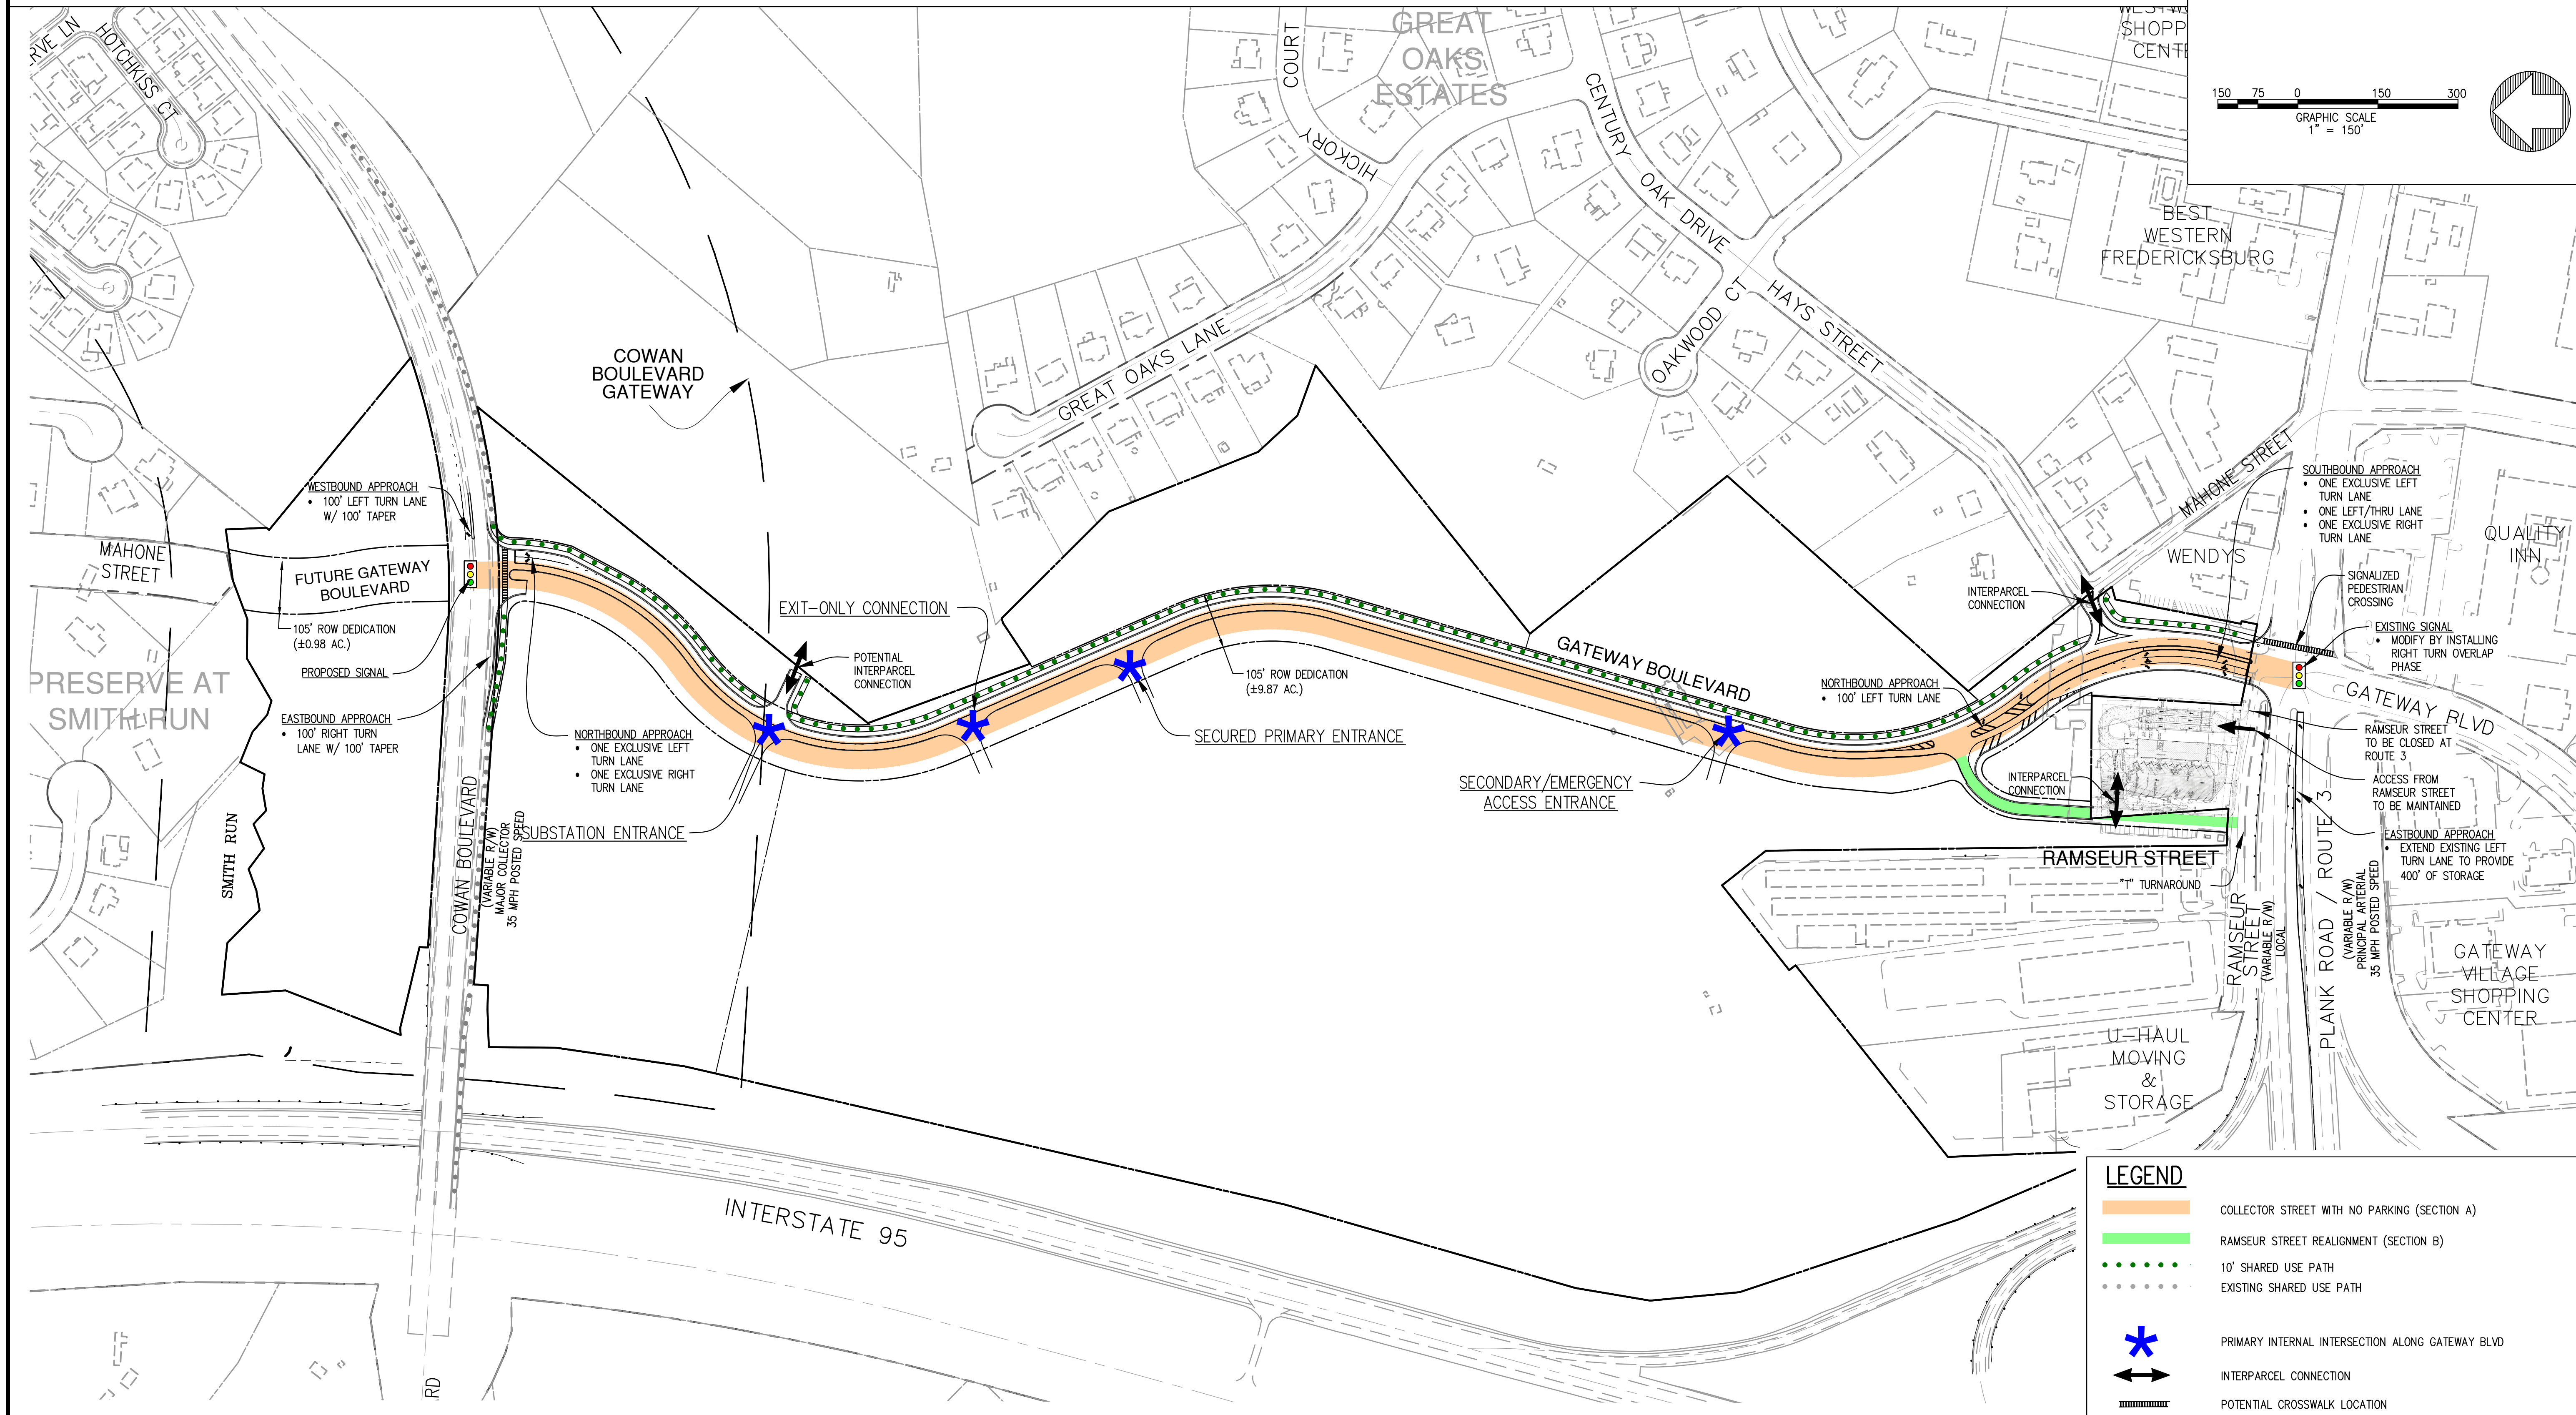 HOTCHKISS CT
COURT
HICKORY
GREAT
OAKS
ESTATES
CENTURY OAK DRIVE
SHOPP
CENTE
150 75 0 150 300
GRAPHIC SCALE
1" = 150'
BEST
WESTERN
FREDERICKSBURG
HAYS STREET
OAKWOOD CT
GREAT OAKS LANE
COWAN
BOULEVARD
GATEWAY
WESTBOUND APPROACH
• 100' LEFT TURN LANE
W/ 100' TAPER
MAHONE
STREET
FUTURE GATEWAY
BOULEVARD
105' ROW DEDICATION
(±0.98 AC.)
PROPOSED SIGNAL
PRESERVE AT
SMITH RUN
EASTBOUND APPROACH
• 100' RIGHT TURN
LANE W/ 100' TAPER
SMITH RUN
COWAN BOULEVARD
(VARIABLE R/W)
MAJOR COLLECTOR
35 MPH POSTED SPEED
NORTHBOUND APPROACH
• ONE EXCLUSIVE LEFT
TURN LANE
• ONE EXCLUSIVE RIGHT
TURN LANE
SUBSTATION ENTRANCE
EXIT-ONLY CONNECTION
POTENTIAL
INTERPARCEL
CONNECTION
SECURED PRIMARY ENTRANCE
105' ROW DEDICATION
(±9.87 AC.)
GATEWAY BOULEVARD
SECONDARY/EMERGENCY
ACCESS ENTRANCE
NORTHBOUND APPROACH
• 100' LEFT TURN LANE
INTERPARCEL
CONNECTION
MAHONE STREET
WENDYS
SOUTHBOUND APPROACH
• ONE EXCLUSIVE LEFT
TURN LANE
• ONE LEFT/THRU LANE
• ONE EXCLUSIVE RIGHT
TURN LANE
QUALITY
INN
SIGNALIZED
PEDESTRIAN
CROSSING
EXISTING SIGNAL
• MODIFY BY INSTALLING
RIGHT TURN OVERLAP
PHASE
GATEWAY BLVD
RAMSEUR STREET
TO BE CLOSED AT
ROUTE 3
ACCESS FROM
RAMSEUR STREET
TO BE MAINTAINED
EASTBOUND APPROACH
• EXTEND EXISTING LEFT
TURN LANE TO PROVIDE
400' OF STORAGE
INTERPARCEL
CONNECTION
RAMSEUR STREET
"T" TURNAROUND
RAMSEUR
STREET
(VARIABLE R/W)
LOCAL
PLANK ROAD / ROUTE 3
(VARIABLE R/W)
PRINCIPAL ARTERIAL
35 MPH POSTED SPEED
GATEWAY
VILLAGE
SHOPPING
CENTER
U-HAUL
MOVING
&
STORAGE
INTERSTATE 95
RD
LEGEND
COLLECTOR STREET WITH NO PARKING (SECTION A)
RAMSEUR STREET REALIGNMENT (SECTION B)
10' SHARED USE PATH
EXISTING SHARED USE PATH
PRIMARY INTERNAL INTERSECTION ALONG GATEWAY BLVD
INTERPARCEL CONNECTION
POTENTIAL CROSSWALK LOCATION